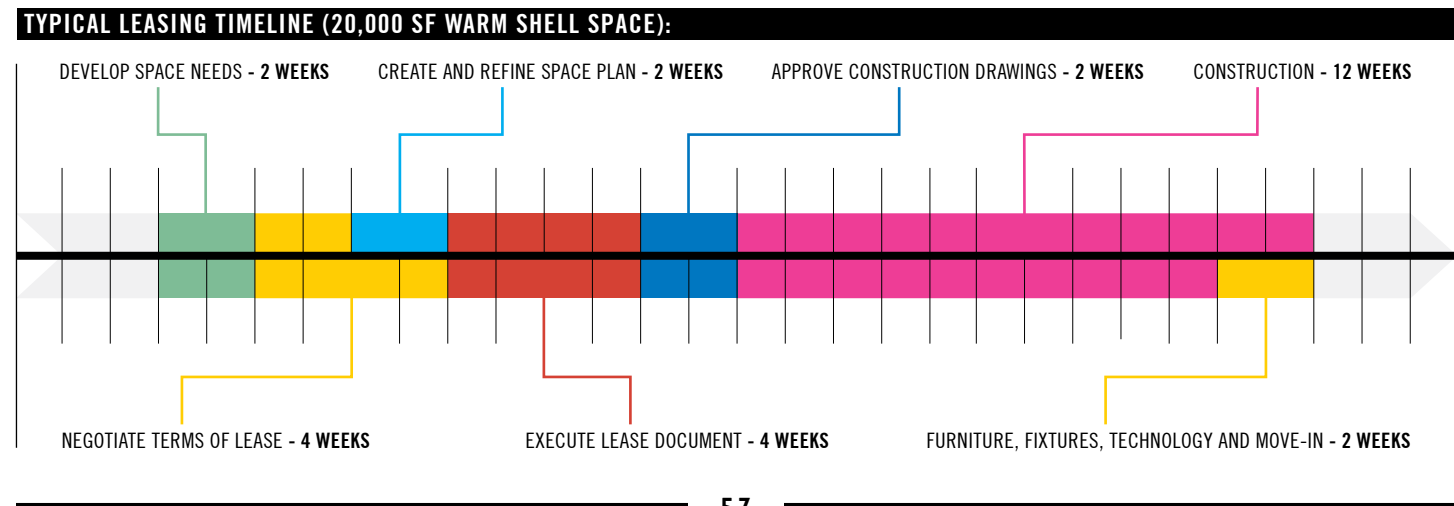 TYPICAL LEASING TIMELINE (20,000 SF WARM SHELL SPACE):
DEVELOP SPACE NEEDS - 2 WEEKS
CREATE AND REFINE SPACE PLAN - 2 WEEKS
APPROVE CONSTRUCTION DRAWINGS - 2 WEEKS
CONSTRUCTION - 12 WEEKS
NEGOTIATE TERMS OF LEASE - 4 WEEKS
EXECUTE LEASE DOCUMENT - 4 WEEKS
FURNITURE, FIXTURES, TECHNOLOGY AND MOVE-IN - 2 WEEKS